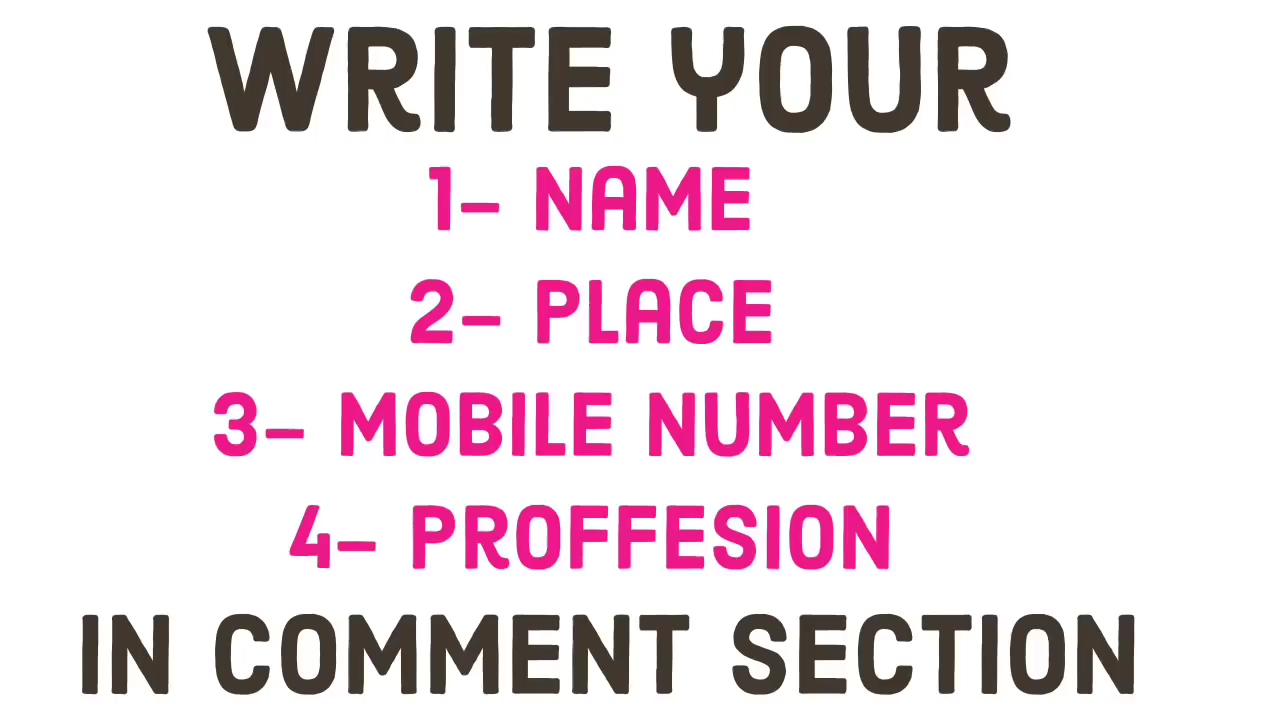 WRITE YOUR
1- NAME
2- PLACE
3- MOBILE NUMBER
4- PROFFESION
IN COMMENT SECTION